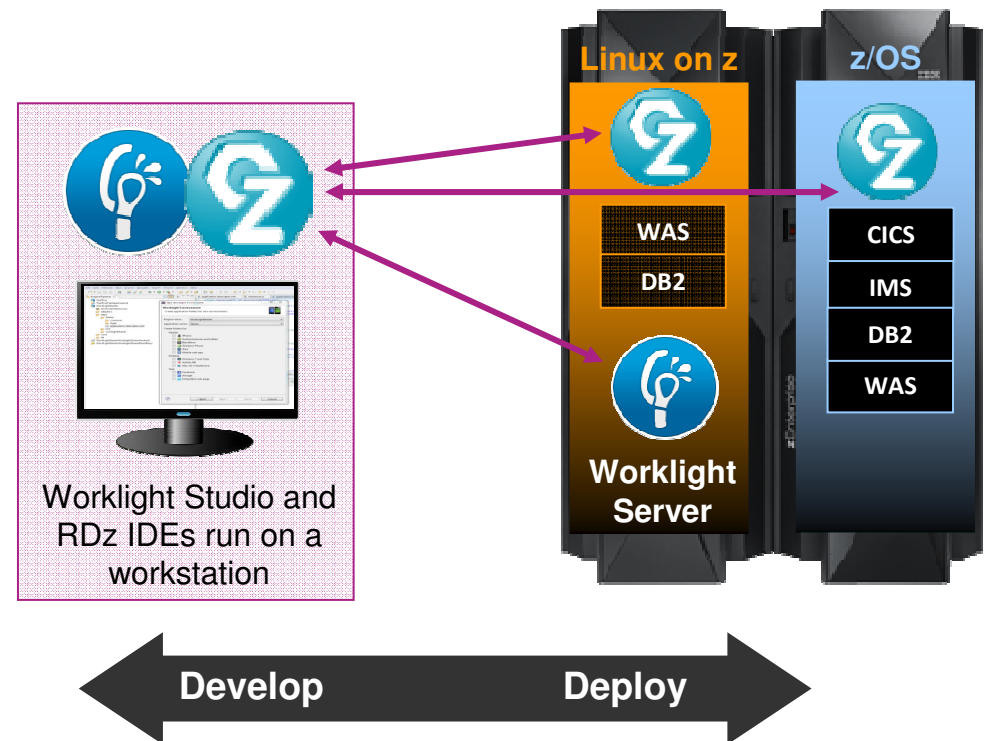 Linux on z
z/OS
WAS
DB2
CICS
IMS
DB2
WAS
zEnterprise
Worklight
Server
Worklight Studio and
RDz IDEs run on a
workstation
Develop
Deploy